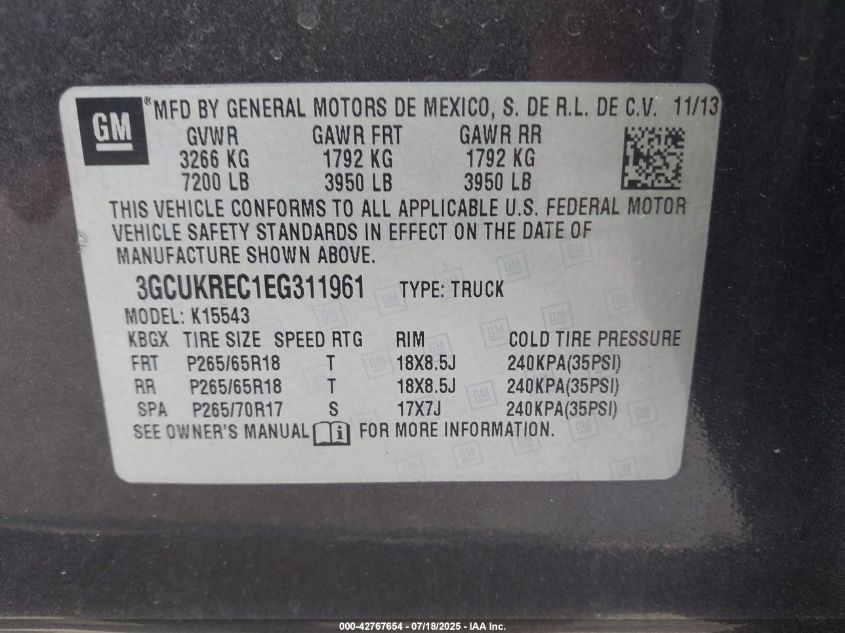 GM ® MFD BY GENERAL MOTORS DE MEXICO, S. DE R.L. DE C.V. 11/13
GVWR GAWR FRT GAWR RR
3266 KG 1792 KG 1792 KG
7200 LB 3950 LB 3950 LB
THIS VEHICLE CONFORMS TO ALL APPLICABLE U.S. FEDERAL MOTOR
VEHICLE SAFETY STANDARDS IN EFFECT ON THE DATE OF
MANUFACTURE SHOWN ABOVE.
3GCUKREC1EG311961 TYPE: TRUCK
MODEL: K15543
KBGX TIRE SIZE SPEED RTG RIM COLD TIRE PRESSURE
FRT P265/65R18 T 18X8.5J 240KPA(35PSI)
RR P265/65R18 T 18X8.5J 240KPA(35PSI)
SPA P265/70R17 S 17X7J 240KPA(35PSI)
SEE OWNER'S MANUAL i FOR MORE INFORMATION.
000-42767654 / 07/18/2025 - IAA Inc.